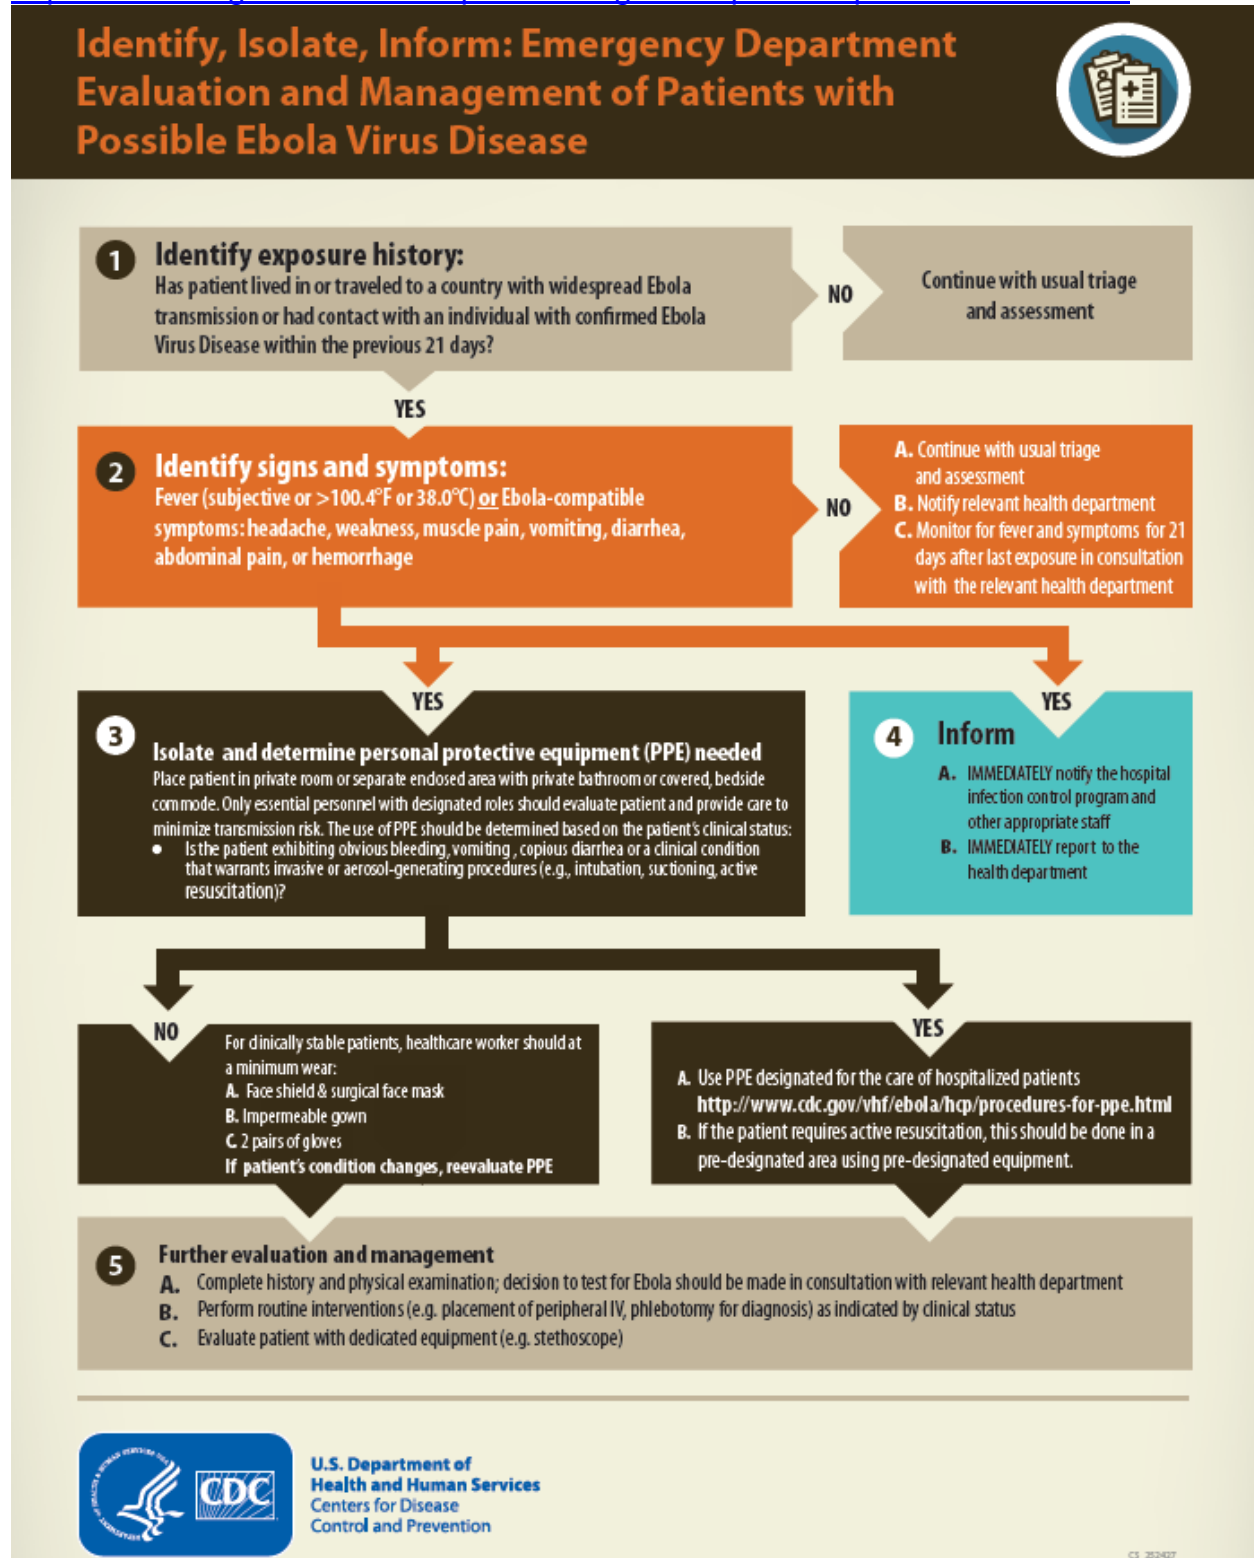 Identify, Isolate, Inform: Emergency Department
Evaluation and Management of Patients with
Possible Ebola Virus Disease
1
Identify exposure history:
Has patient lived in or traveled to a country with widespread Ebola
transmission or had contact with an individual with confirmed Ebola
Virus Disease within the previous 21 days?
NO
Continue with usual triage
and assessment
YES
2
Identify signs and symptoms:
Fever (subjective or >100.4°F or 38.0°C) or Ebola-compatible
symptoms: headache, weakness, muscle pain, vomiting, diarrhea,
abdominal pain, or hemorrhage
NO
A. Continue with usual triage
and assessment
B. Notify relevant health department
C. Monitor for fever and symptoms for 21
days after last exposure in consultation
with the relevant health department
YES
3
Isolate and determine personal protective equipment (PPE) needed
Place patient in private room or separate enclosed area with private bathroom or covered, bedside
commode. Only essential personnel with designated roles should evaluate patient and provide care to
minimize transmission risk. The use of PPE should be determined based on the patient's clinical status:
• Is the patient exhibiting obvious bleeding, vomiting , copious diarrhea or a clinical condition
that warrants invasive or aerosol-generating procedures (e.g., intubation, suctioning, active
resuscitation)?
YES
4
Inform
A. IMMEDIATELY notify the hospital
infection control program and
other appropriate staff
B. IMMEDIATELY report to the
health department
NO
For clinically stable patients, healthcare worker should at
a minimum wear:
A. Face shield & surgical face mask
B. Impermeable gown
C 2 pairs of gloves
If patient's condition changes, reevaluate PPE
YES
A. Use PPE designated for the care of hospitalized patients
http://www.cdc.gov/vhf/ebola/hcp/procedures-for-ppe.html
B. If the patient requires active resuscitation, this should be done in a
pre-designated area using pre-designated equipment.
5
Further evaluation and management
A. Complete history and physical examination; decision to test for Ebola should be made in consultation with relevant health department
B. Perform routine interventions (e.g. placement of peripheral IV, phlebotomy for diagnosis) as indicated by clinical status
C. Evaluate patient with dedicated equipment (e.g. stethoscope)
CDC
U.S. Department of
Health and Human Services
Centers for Disease
Control and Prevention